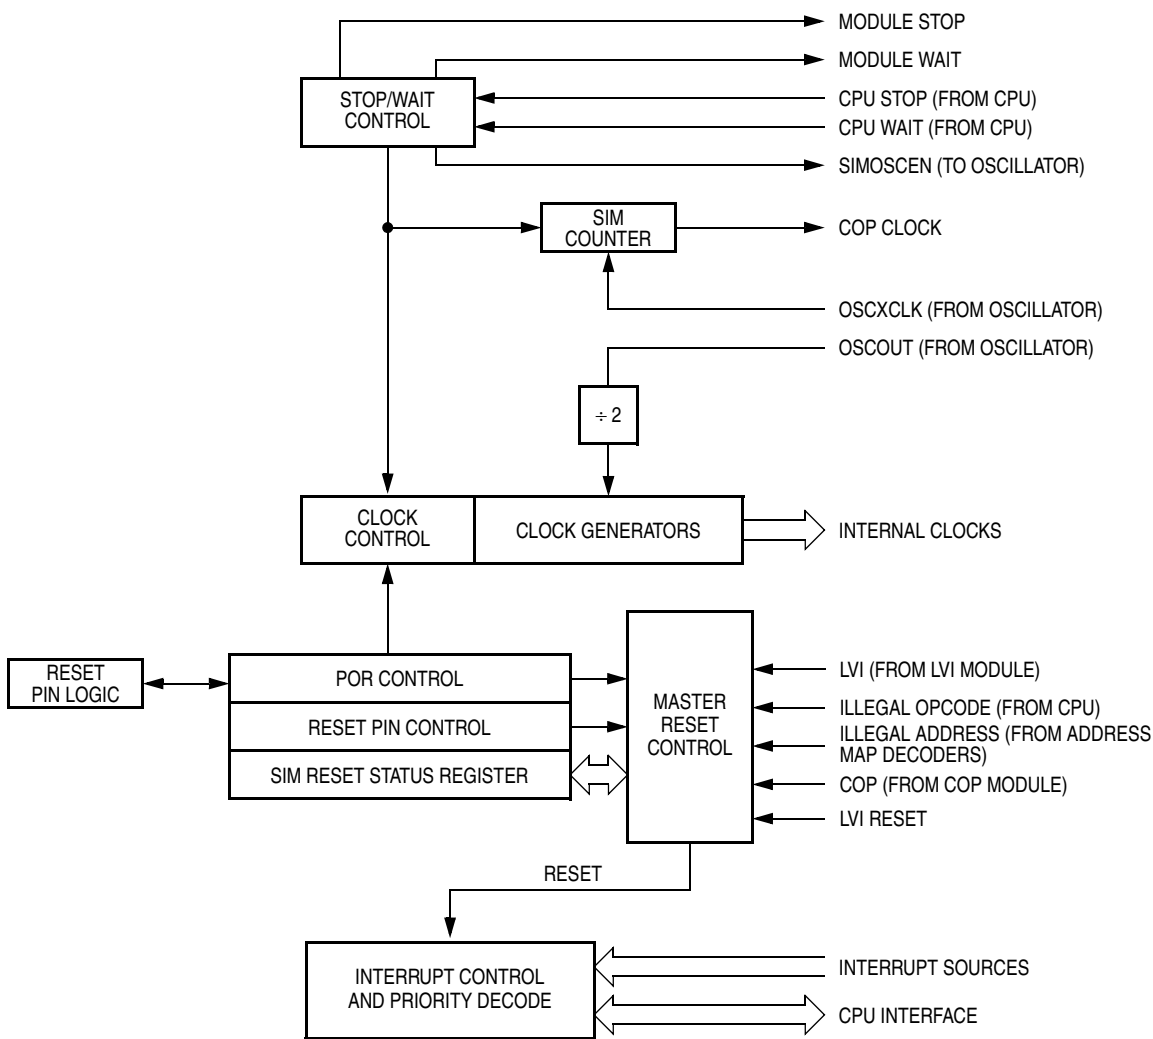 MODULE STOP
MODULE WAIT
STOP/WAIT
CONTROL
CPU STOP (FROM CPU)
CPU WAIT (FROM CPU)
SIMOSCEN (TO OSCILLATOR)
SIM
COUNTER
COP CLOCK
OSCXCLK (FROM OSCILLATOR)
OSCOUT (FROM OSCILLATOR)
÷ 2
CLOCK
CONTROL
CLOCK GENERATORS
INTERNAL CLOCKS
RESET
PIN LOGIC
POR CONTROL
RESET PIN CONTROL
SIM RESET STATUS REGISTER
MASTER
RESET
CONTROL
LVI (FROM LVI MODULE)
ILLEGAL OPCODE (FROM CPU)
ILLEGAL ADDRESS (FROM ADDRESS
MAP DECODERS)
COP (FROM COP MODULE)
LVI RESET
RESET
INTERRUPT CONTROL
AND PRIORITY DECODE
INTERRUPT SOURCES
CPU INTERFACE